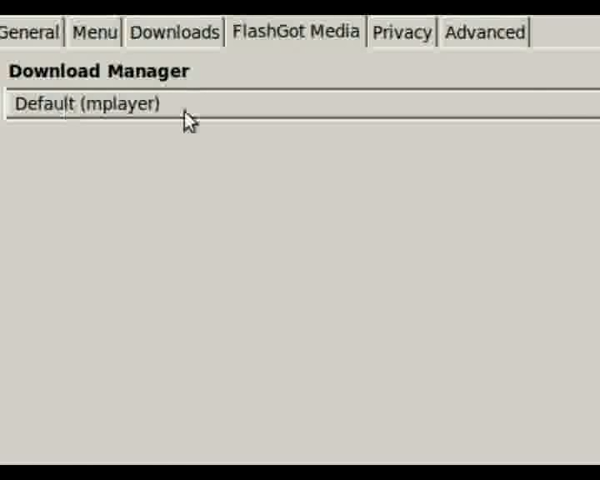 General Menu Downloads FlashGot Media Privacy Advanced
Download Manager
Default (mplayer)